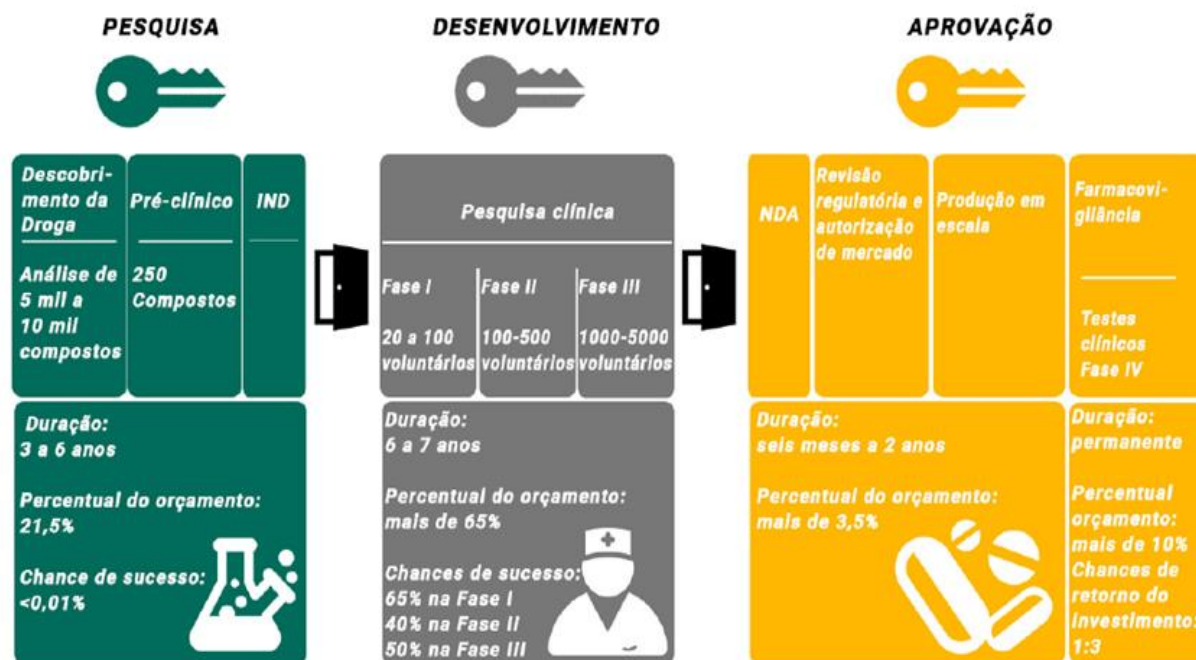 PESQUISA
DESENVOLVIMENTO
APROVAÇÃO
Descobri-
mento da
Droga
Análise de
5 mil a
10 mil
compostos
Pré-clínico
250
Compostos
IND
Pesquisa clínica
Fase I
20 a 100
voluntários
Fase II
100-500
voluntários
Fase III
1000-5000
voluntários
NDA
Revisão
regulatória e
autorização
de mercado
Produção em
escala
Farmacovi-
gilância
Testes
clínicos
Fase IV
Duração:
3 a 6 anos
Percentual do orçamento:
21,5%
Chance de sucesso:
<0,01%
Duração:
6 a 7 anos
Percentual do orçamento:
mais de 65%
Chances de sucesso:
65% na Fase I
40% na Fase II
50% na Fase III
Duração:
seis meses a 2 anos
Percentual do orçamento:
mais de 3,5%
Duração:
permanente
Percentual
orçamento:
mais de 10%
Chances de
retorno do
investimento:
1:3